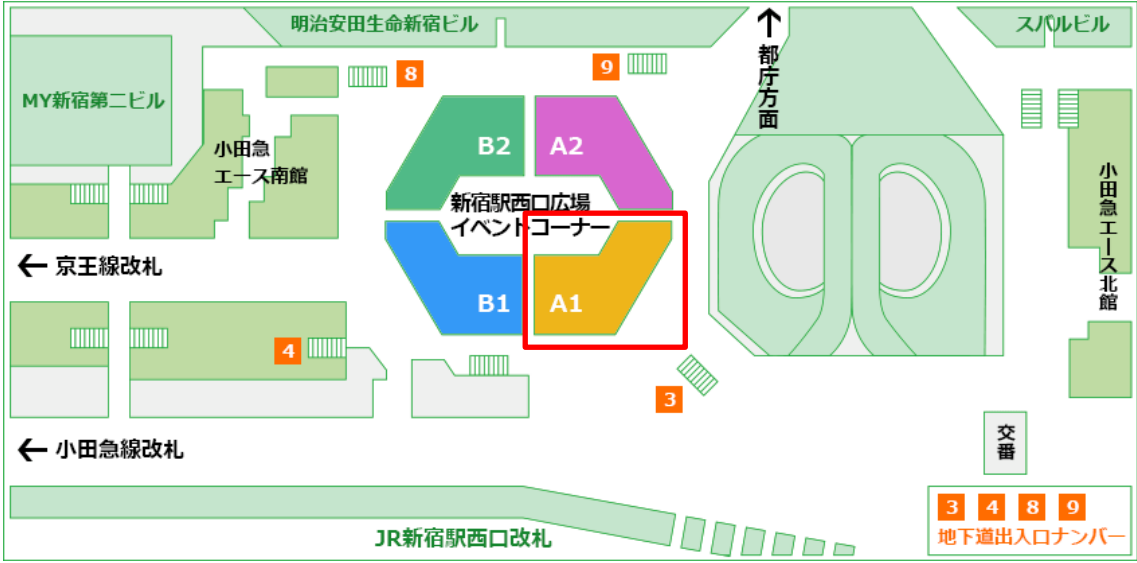 明治安田生命新宿ビル
↑
都庁方面
スバルビル
8
9
MY新宿第二ビル
小田急
エース南館
B2
A2
新宿駅西口広場
イベントコーナー
小田急エース北館
← 京王線改札
B1
A1
4
3
交番
← 小田急線改札
3 4 8 9
地下道出入口ナンバー
JR新宿駅西口改札